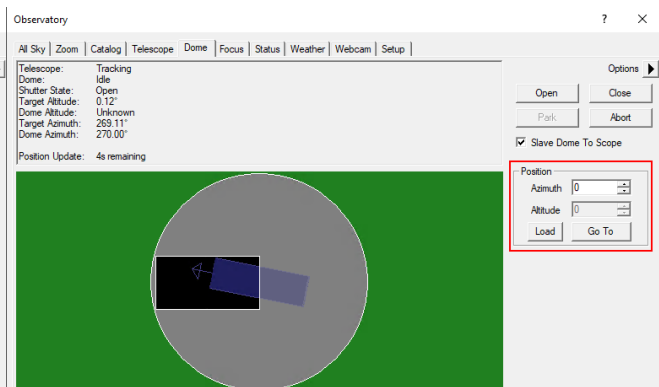 Observatory ? ×
All Sky Zoom Catalog Telescope Dome Focus Status Weather Webcam Setup
Telescope: Tracking
Dome: Idle
Shutter State: Open
Target Altitude: 0.12°
Dome Altitude: Unknown
Target Azimuth: 269.11°
Dome Azimuth: 270.00°
Position Update: 4s remaining
Options
Open Close
Park Abort
Slave Dome To Scope
Position
Azimuth 0
Altitude 0
Load Go To